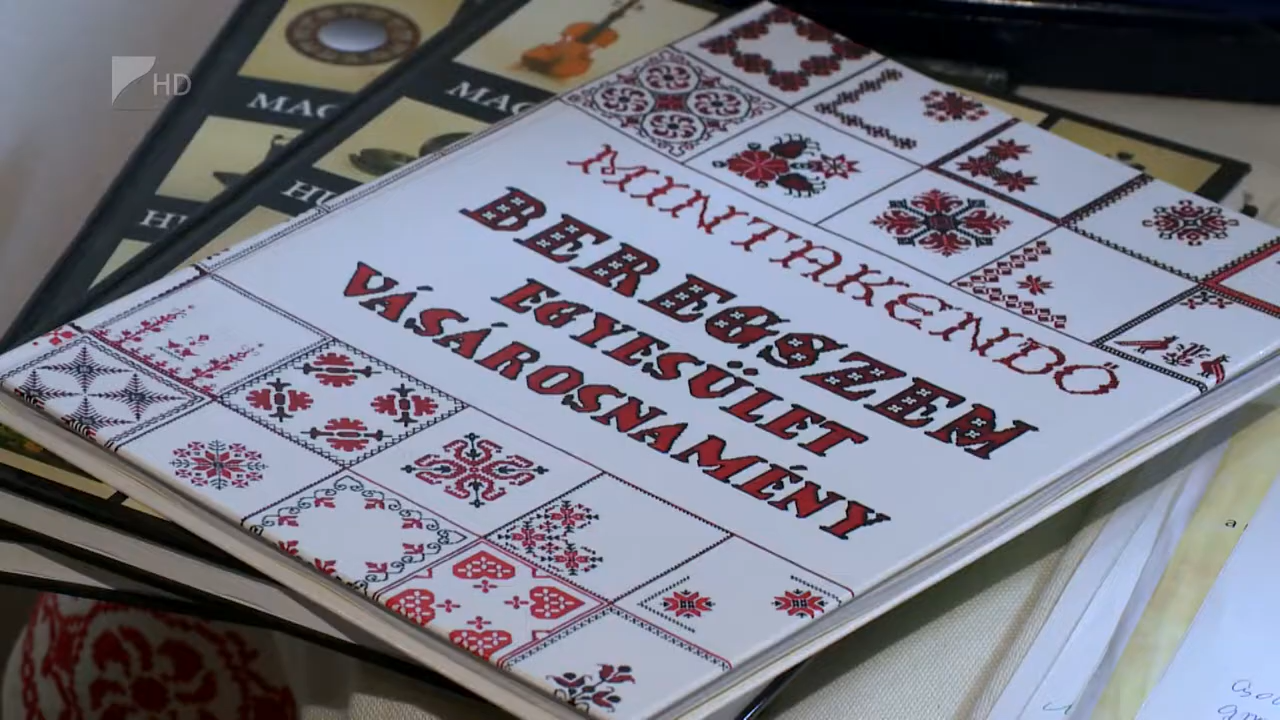 HD
MAG
MAG
HU
HU
MINTAKENDŐ
BEREGSZEM
EGYESÜLET
VÁSÁROSNAMÉNY
a